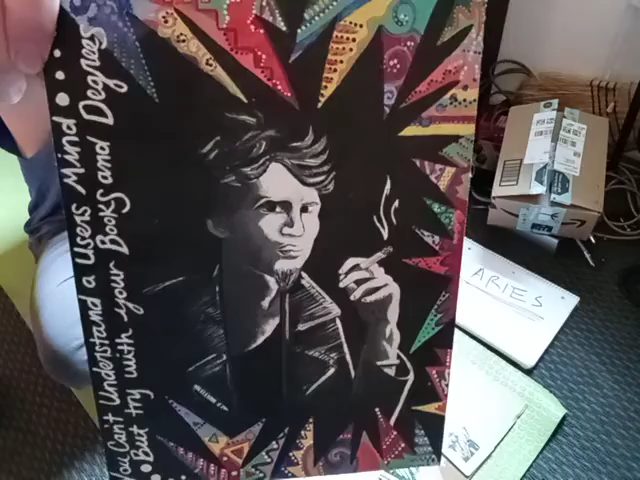 You Can't Understand a Users Mind...
But try with your Books and Degrees
ARIES